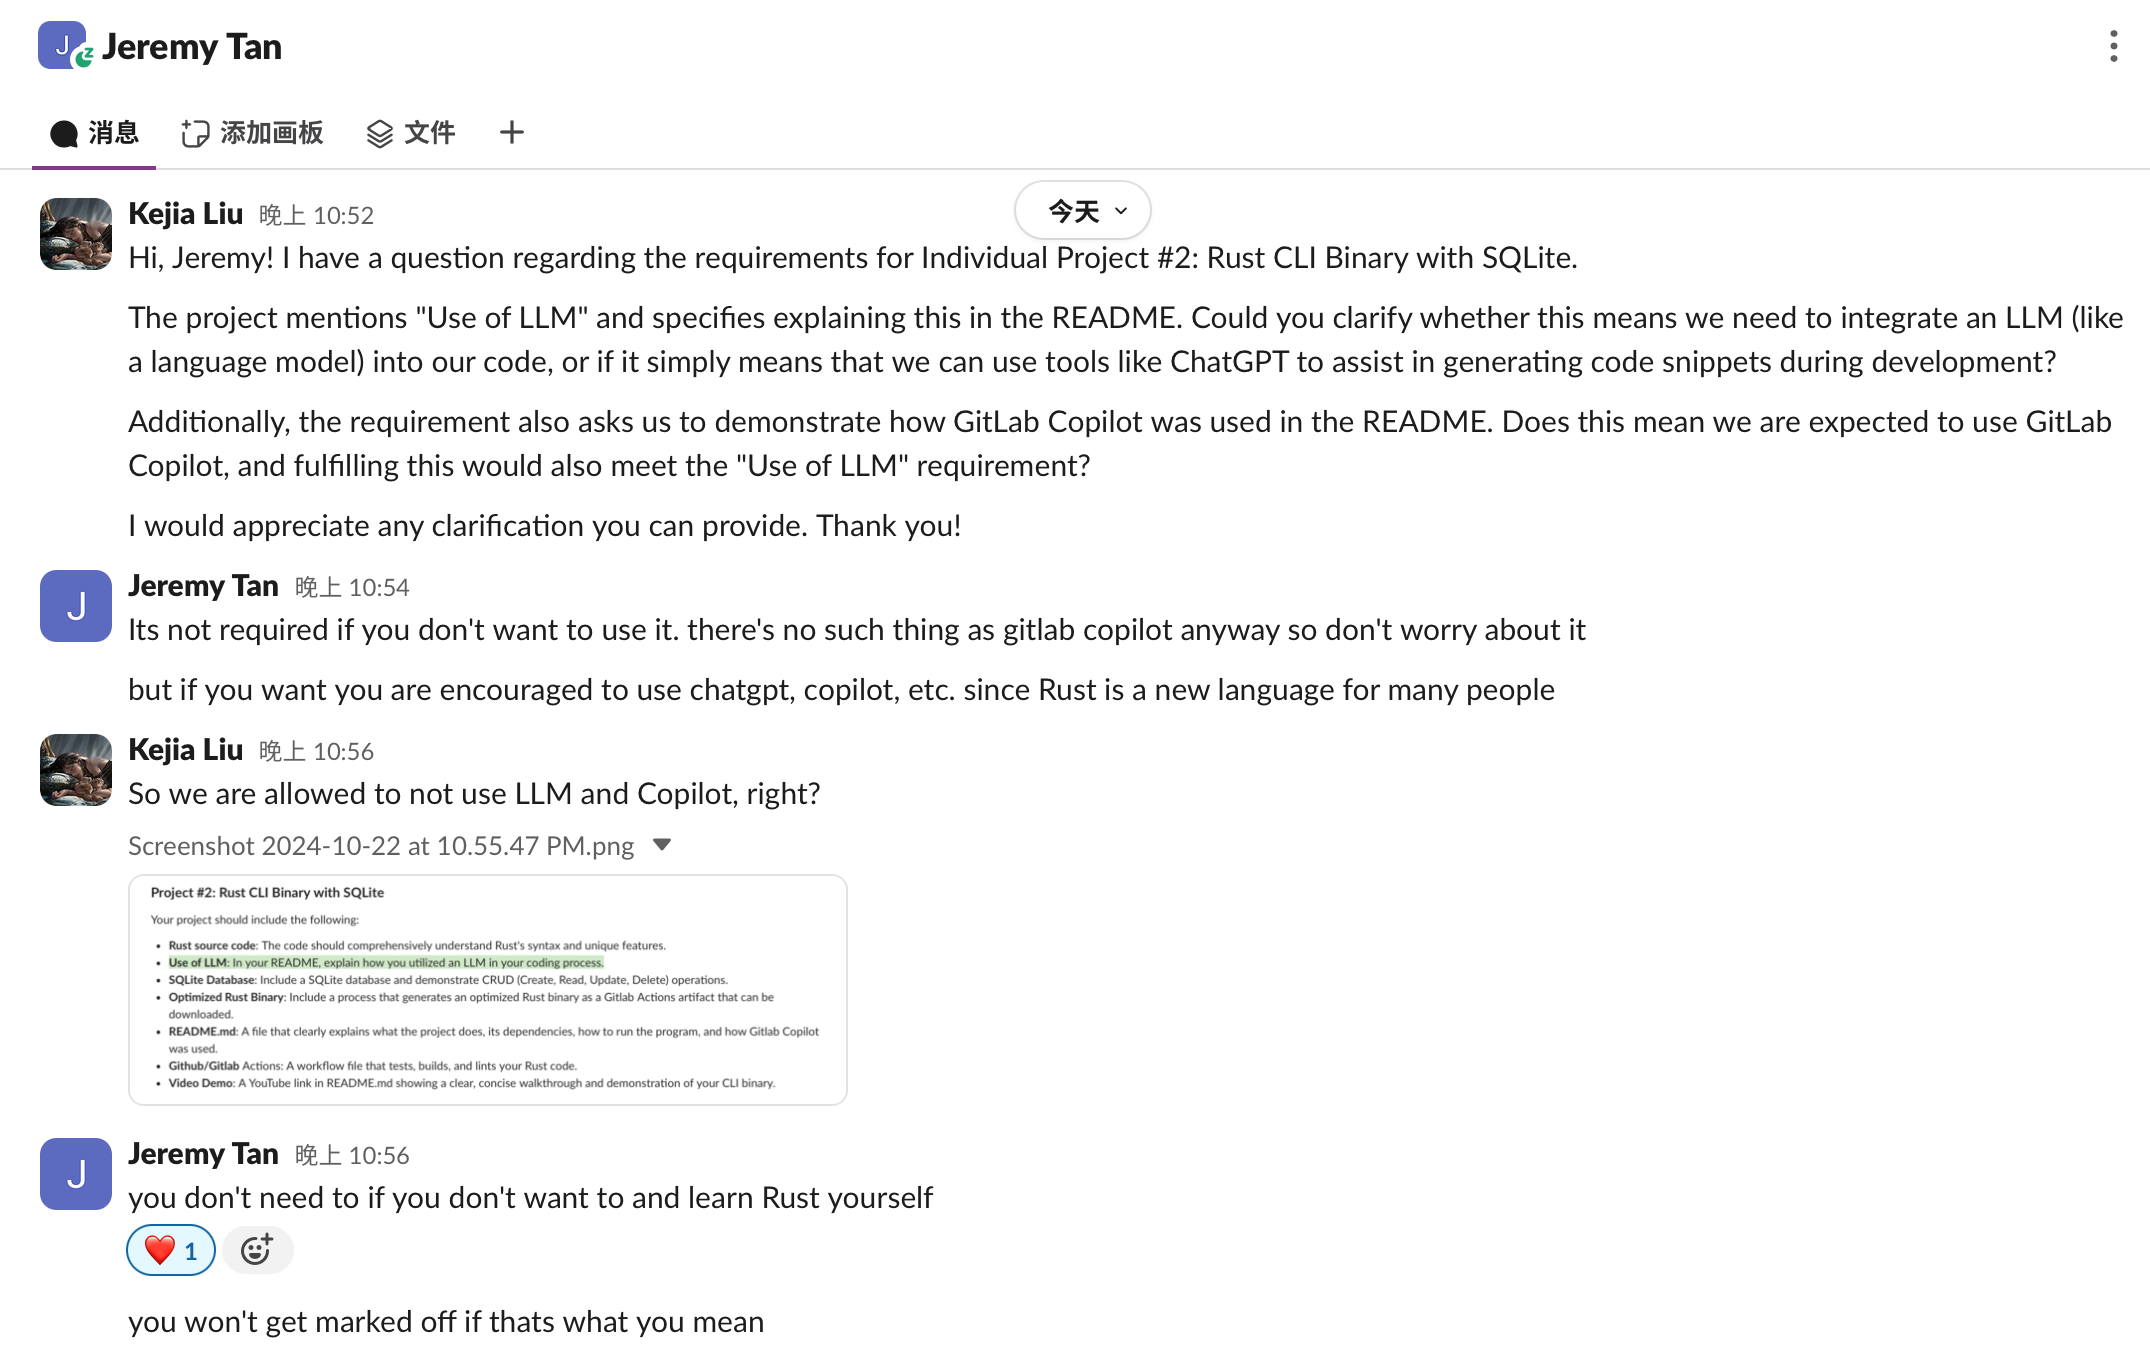 J Jeremy Tan
消息 添加画板 文件
Kejia Liu 晚上 10:52
今天
Hi, Jeremy! I have a question regarding the requirements for Individual Project #2: Rust CLI Binary with SQLite.
The project mentions "Use of LLM" and specifies explaining this in the README. Could you clarify whether this means we need to integrate an LLM (like
a language model) into our code, or if it simply means that we can use tools like ChatGPT to assist in generating code snippets during development?
Additionally, the requirement also asks us to demonstrate how GitLab Copilot was used in the README. Does this mean we are expected to use GitLab
Copilot, and fulfilling this would also meet the "Use of LLM" requirement?
I would appreciate any clarification you can provide. Thank you!
J Jeremy Tan 晚上 10:54
Its not required if you don't want to use it. there's no such thing as gitlab copilot anyway so don't worry about it
but if you want you are encouraged to use chatgpt, copilot, etc. since Rust is a new language for many people
Kejia Liu 晚上 10:56
So we are allowed to not use LLM and Copilot, right?
Screenshot 2024-10-22 at 10.55.47 PM.png
Project #2: Rust CLI Binary with SQLite
Your project should include the following:
• Rust source code: The code should comprehensively understand Rust's syntax and unique features.
• Use of LLM: In your README, explain how you utilized an LLM in your coding process.
• SQLite Database: Include a SQLite database and demonstrate CRUD (Create, Read, Update, Delete) operations.
• Optimized Rust Binary: Include a process that generates an optimized Rust binary as a Gitlab Actions artifact that can be
downloaded.
• README.md: A file that clearly explains what the project does, its dependencies, how to run the program, and how Gitlab Copilot
was used.
• Github/Gitlab Actions: A workflow file that tests, builds, and lints your Rust code.
• Video Demo: A YouTube link in README.md showing a clear, concise walkthrough and demonstration of your CLI binary.
J Jeremy Tan 晚上 10:56
you don't need to if you don't want to and learn Rust yourself
❤️ 1
you won't get marked off if thats what you mean